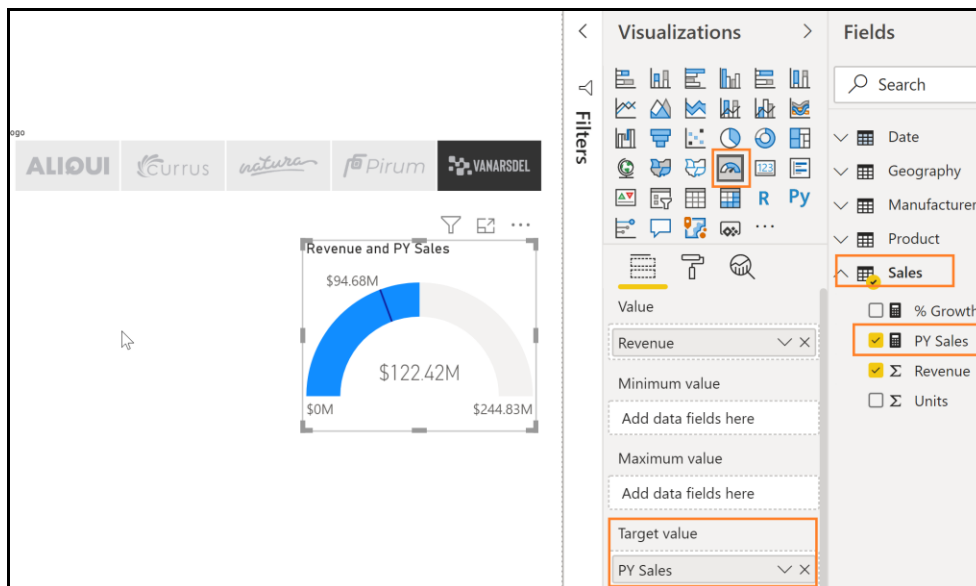 ogo
ALIQUI
Currus
natura
Pirum
VANARSDEL
Revenue and PY Sales
$94.68M
$122.42M
$0M
$244.83M
Filters
Visualizations
123
R
Py
Value
Revenue
Minimum value
Add data fields here
Maximum value
Add data fields here
Target value
PY Sales
Fields
Search
Date
Geography
Manufacturer
Product
Sales
% Growth
PY Sales
Σ Revenue
Σ Units